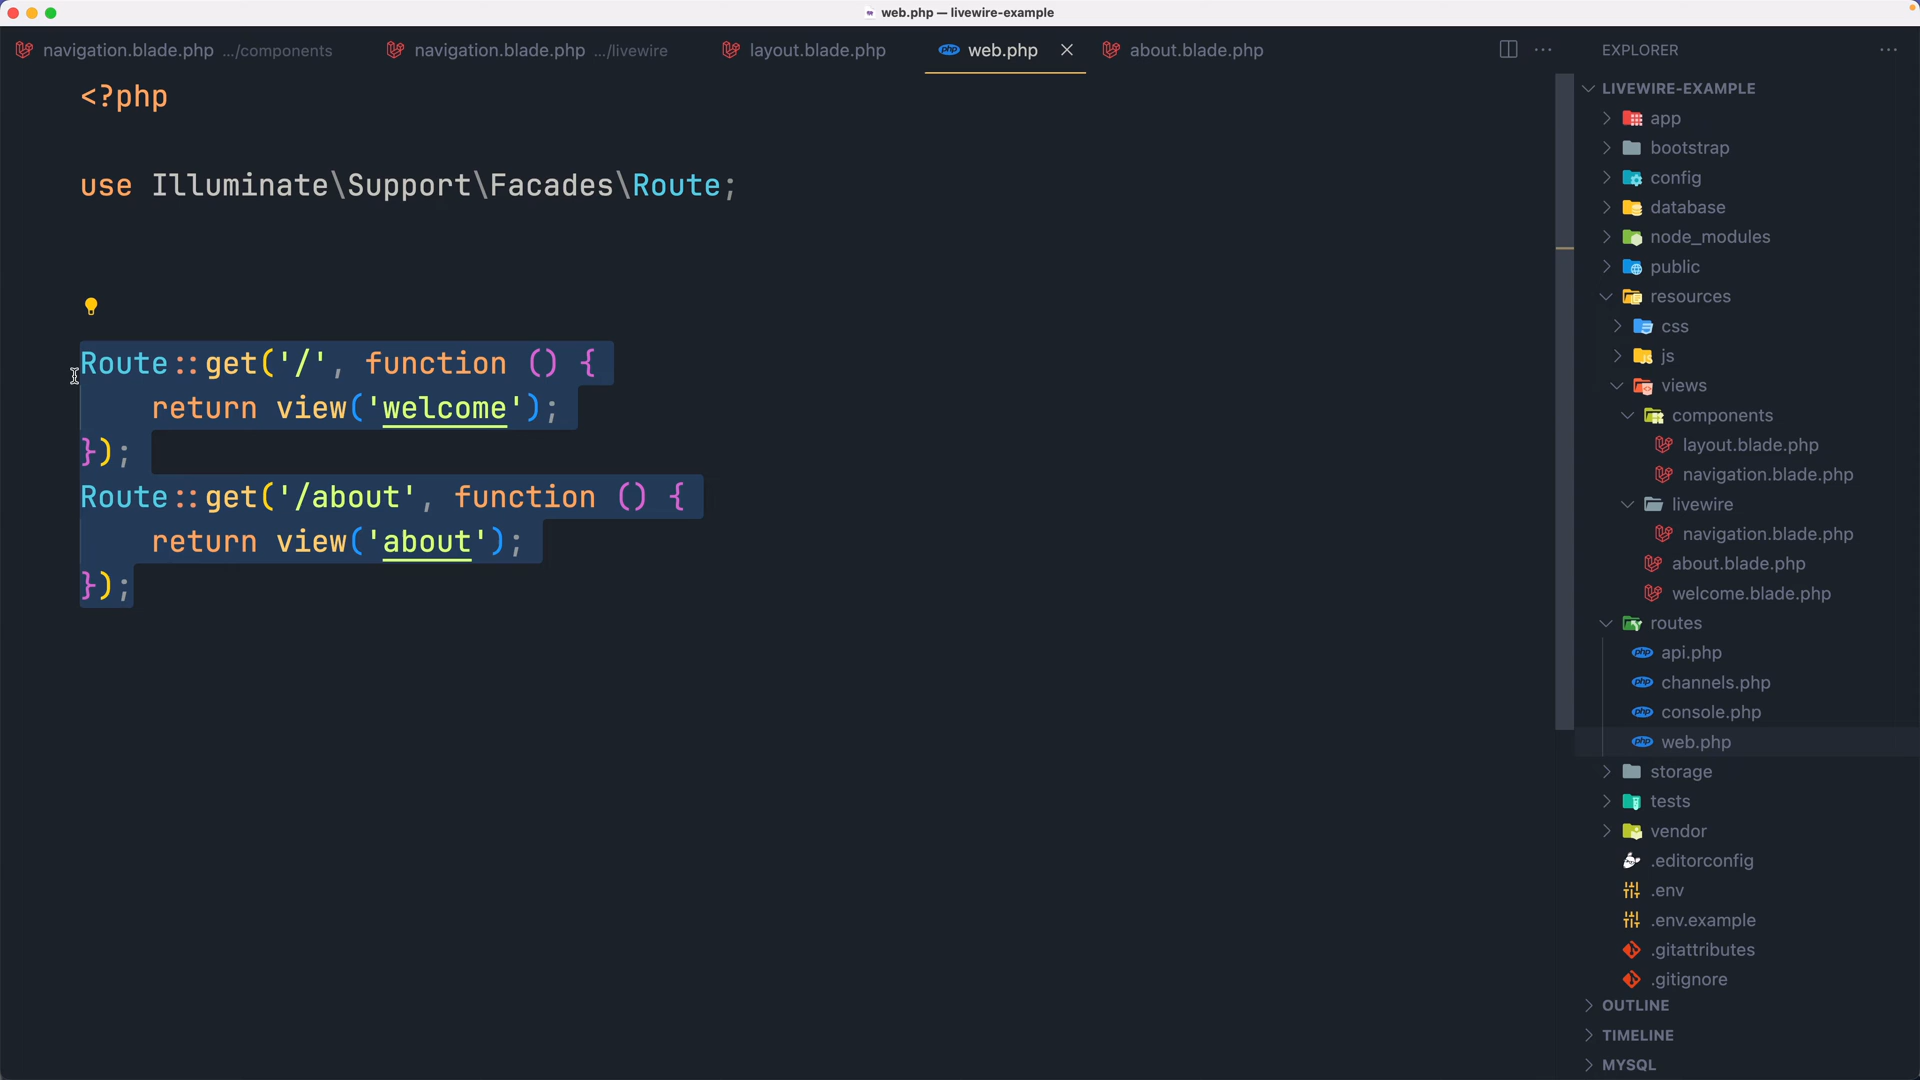 web.php — livewire-example
navigation.blade.php .../components
navigation.blade.php .../livewire
layout.blade.php
web.php
about.blade.php
<?php
use Illuminate\Support\Facades\Route;
Route::get('/', function () {
return view('welcome');
});
Route::get('/about', function () {
return view('about');
});
EXPLORER
LIVEWIRE-EXAMPLE
app
bootstrap
config
database
node_modules
public
resources
css
js
views
components
layout.blade.php
navigation.blade.php
livewire
navigation.blade.php
about.blade.php
welcome.blade.php
routes
api.php
channels.php
console.php
web.php
storage
tests
vendor
.editorconfig
.env
.env.example
.gitattributes
.gitignore
OUTLINE
TIMELINE
MYSQL